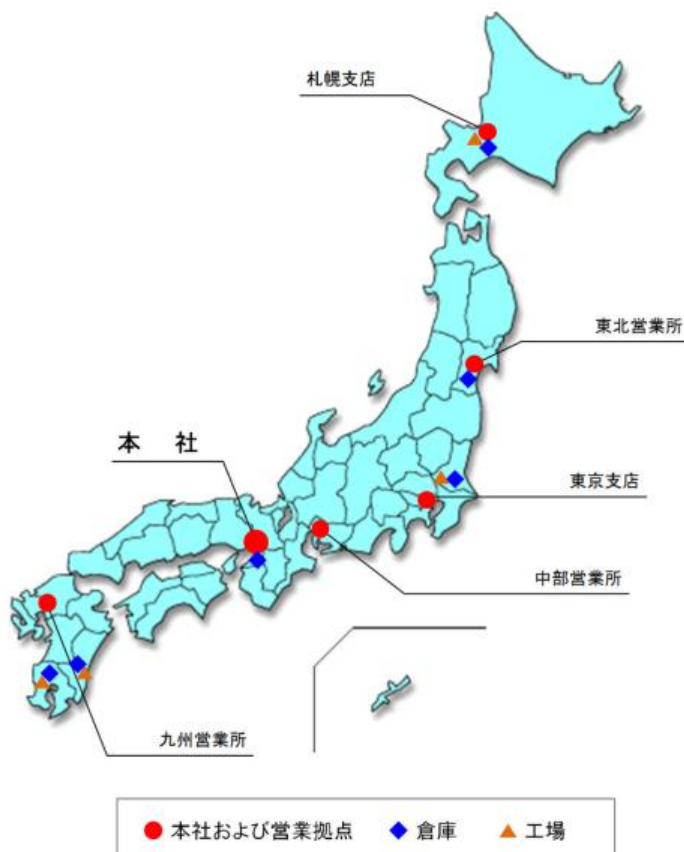 札幌支店
東北営業所
本 社
東京支店
中部営業所
九州営業所
本社および営業拠点 倉庫 工場